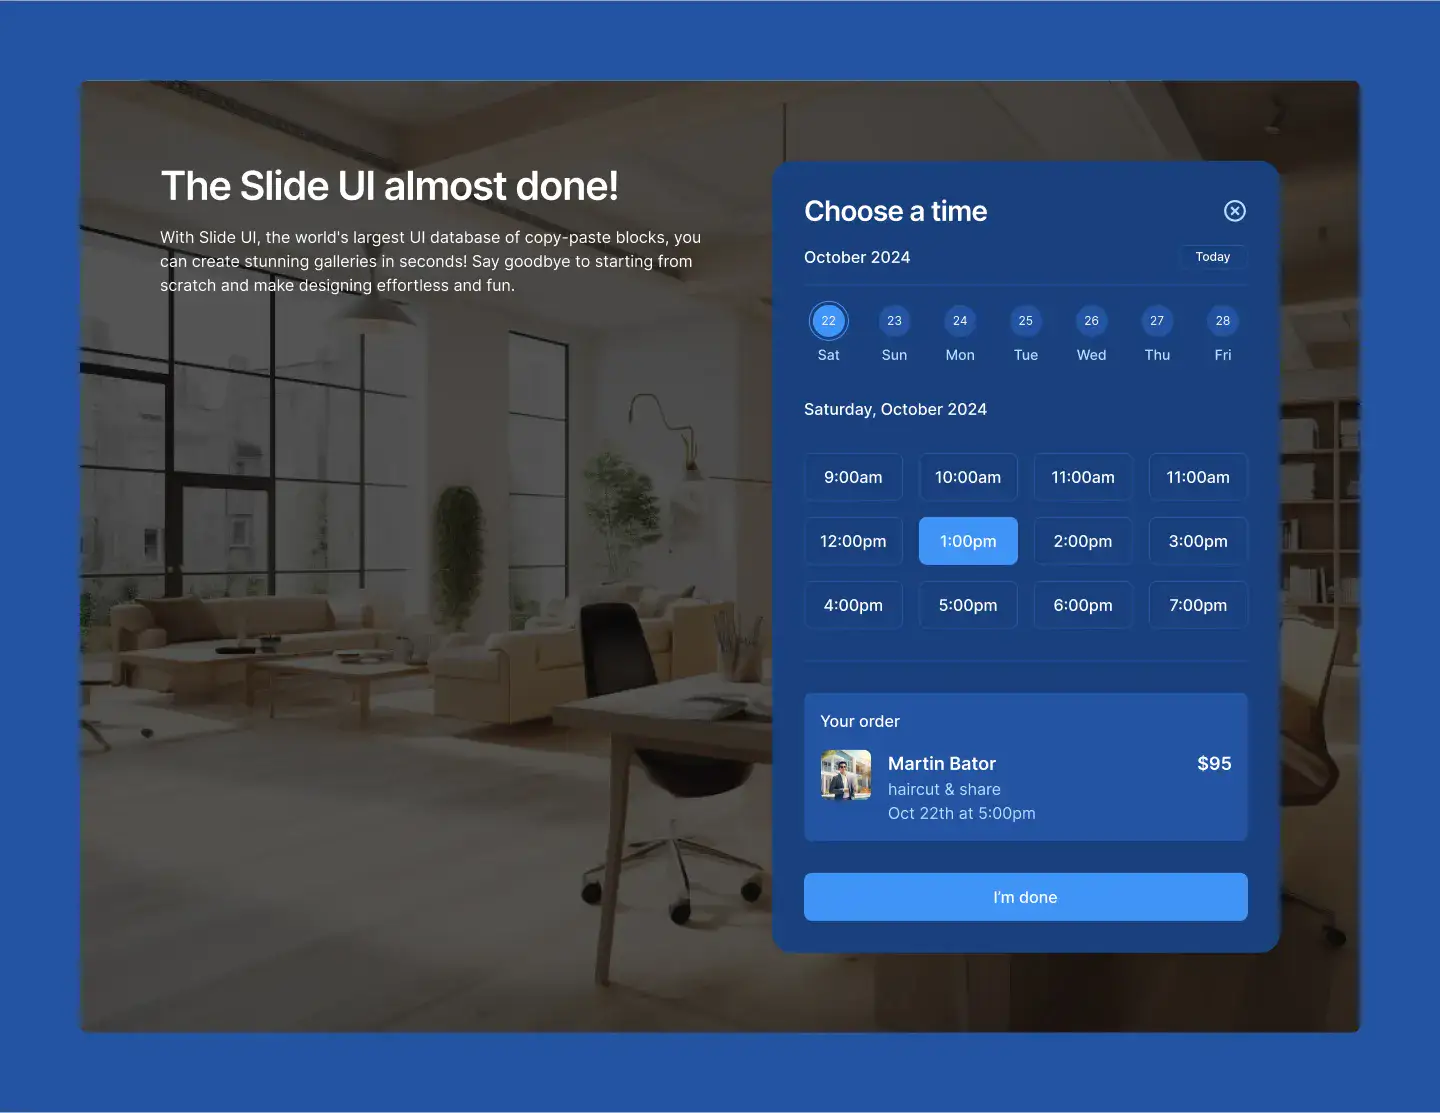 The Slide UI almost done!
With Slide UI, the world's largest UI database of copy-paste blocks, you
can create stunning galleries in seconds! Say goodbye to starting from
scratch and make designing effortless and fun.
Choose a time
October 2024
Today
22 23 24 25 26 27 28
Sat Sun Mon Tue Wed Thu Fri
Saturday, October 2024
9:00am 10:00am 11:00am 11:00am
12:00pm 1:00pm 2:00pm 3:00pm
4:00pm 5:00pm 6:00pm 7:00pm
Your order
Martin Bator $95
haircut & share
Oct 22th at 5:00pm
I'm done